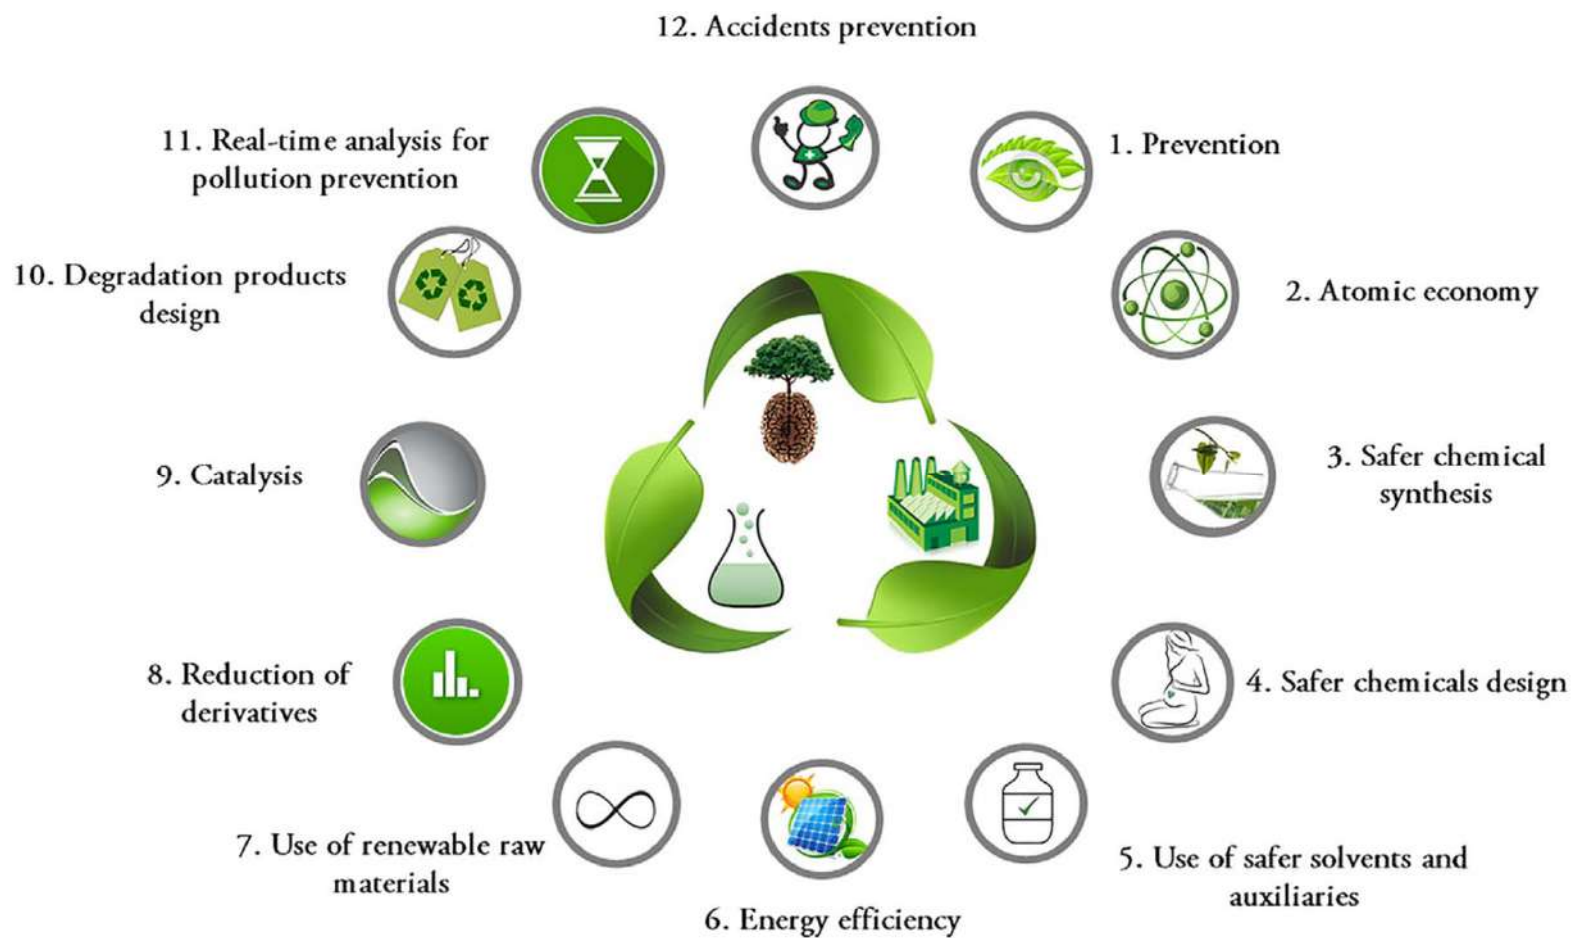 12. Accidents prevention
1. Prevention
2. Atomic economy
3. Safer chemical
synthesis
4. Safer chemicals design
5. Use of safer solvents and
auxiliaries
6. Energy efficiency
7. Use of renewable raw
materials
8. Reduction of
derivatives
9. Catalysis
10. Degradation products
design
11. Real-time analysis for
pollution prevention